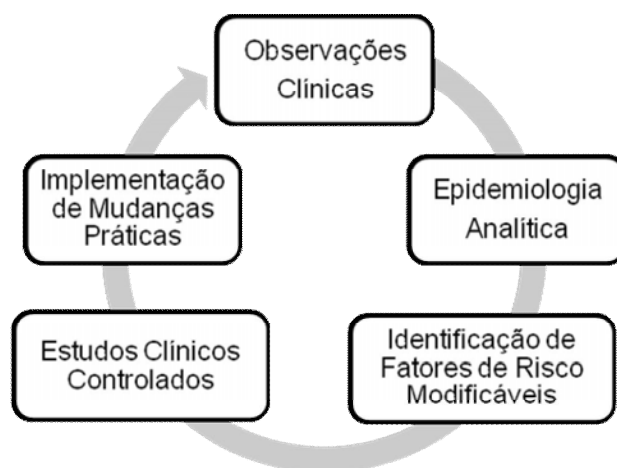 Observações
Clínicas
Epidemiologia
Analítica
Identificação de
Fatores de Risco
Modificáveis
Estudos Clínicos
Controlados
Implementação
de Mudanças
Práticas